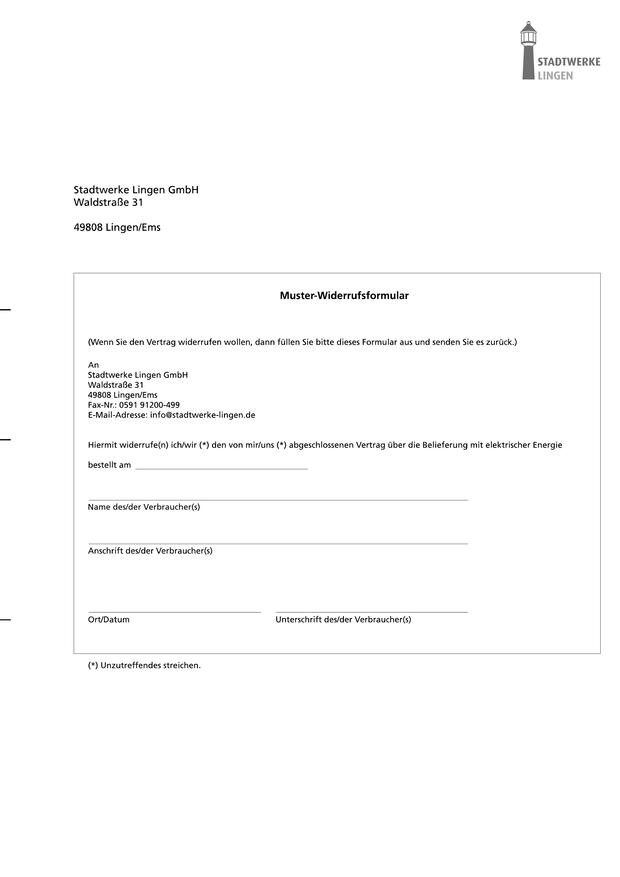 STADTWERKE
LINGEN
Stadtwerke Lingen GmbH
Waldstraße 31
49808 Lingen/Ems
Muster-Widerrufsformular
(Wenn Sie den Vertrag widerrufen wollen, dann füllen Sie bitte dieses Formular aus und senden Sie es zurück.)
An
Stadtwerke Lingen GmbH
Waldstraße 31
49808 Lingen/Ems
Fax-Nr.: 0591 91200-499
E-Mail-Adresse: info@stadtwerke-lingen.de
Hiermit widerrufe(n) ich/wir (*) den von mir/uns (*) abgeschlossenen Vertrag über die Belieferung mit elektrischer Energie
bestellt am
Name des/der Verbraucher(s)
Anschrift des/der Verbraucher(s)
Ort/Datum Unterschrift des/der Verbraucher(s)
(*) Unzutreffendes streichen.